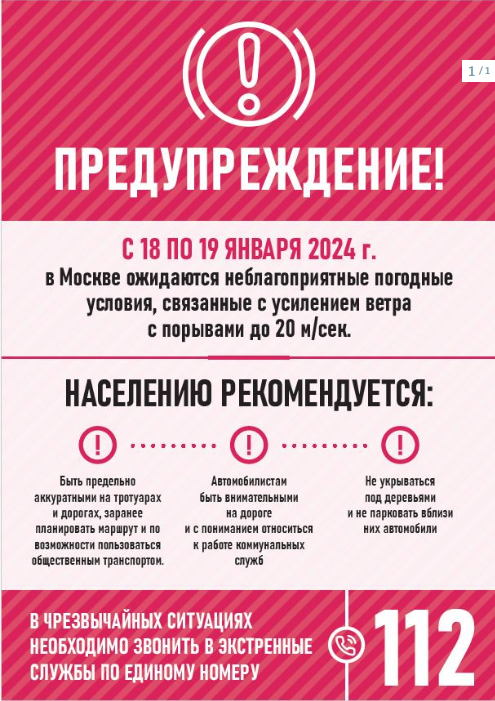 1 / 1
ПРЕДУПРЕЖДЕНИЕ!
С 18 ПО 19 ЯНВАРЯ 2024 г.
в Москве ожидаются неблагоприятные погодные
условия, связанные с усилением ветра
с порывами до 20 м/сек.
НАСЕЛЕНИЮ РЕКОМЕНДУЕТСЯ:
Быть предельно
аккуратными на тротуарах
и дорогах, заранее
планировать маршрут и по
возможности пользоваться
общественным транспортом.
Автомобилистам
быть внимательными
на дороге
и с пониманием относиться
к работе коммунальных
служб
Не укрываться
под деревьями
и не парковать вблизи
них автомобили
В ЧРЕЗВЫЧАЙНЫХ СИТУАЦИЯХ
НЕОБХОДИМО ЗВОНИТЬ В ЭКСТРЕННЫЕ
СЛУЖБЫ ПО ЕДИНОМУ НОМЕРУ
112